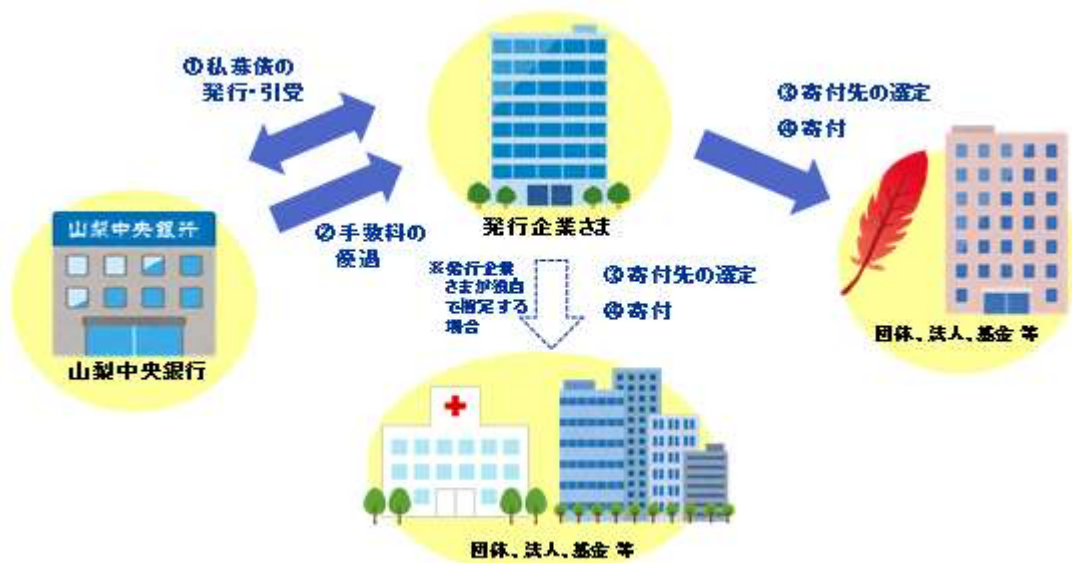 ①私募債の
発行・引受
②手数料の
優遇
山梨中央銀行
山梨中央銀行
発行企業さま
③寄付先の選定
④寄付
団体、法人、基金 等
※発行企業
さまが独自
で指定する
場合
③寄付先の選定
④寄付
団体、法人、基金 等